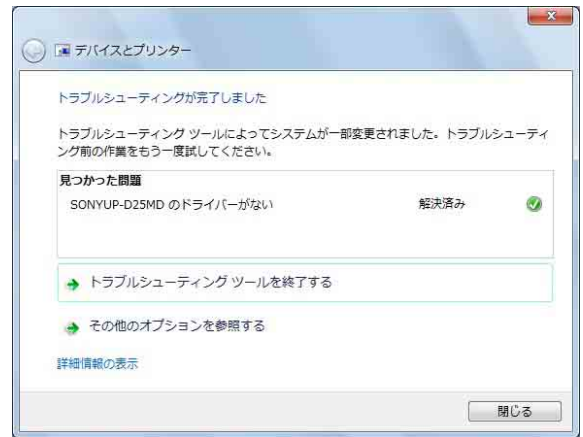 デバイスとプリンター
トラブルシューティングが完了しました
トラブルシューティング ツールによってシステムが一部変更されました。トラブルシューティ
ング前の作業をもう一度試してください。
見つかった問題
SONYUP-D25MD のドライバーがない 解決済み
トラブルシューティング ツールを終了する
その他のオプションを参照する
詳細情報の表示
閉じる